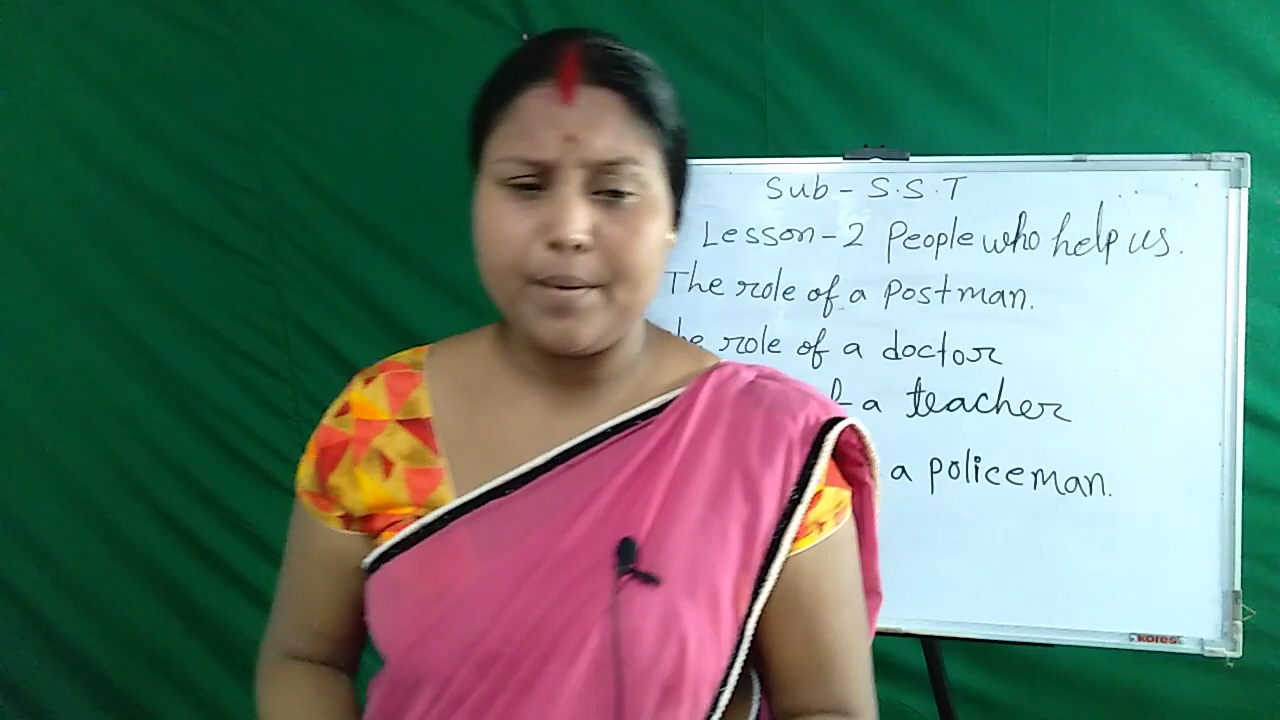 Sub - S.S.T
Lesson - 2 People who help us.
The role of a postman.
role of a doctor
a teacher
a policeman.
KORES